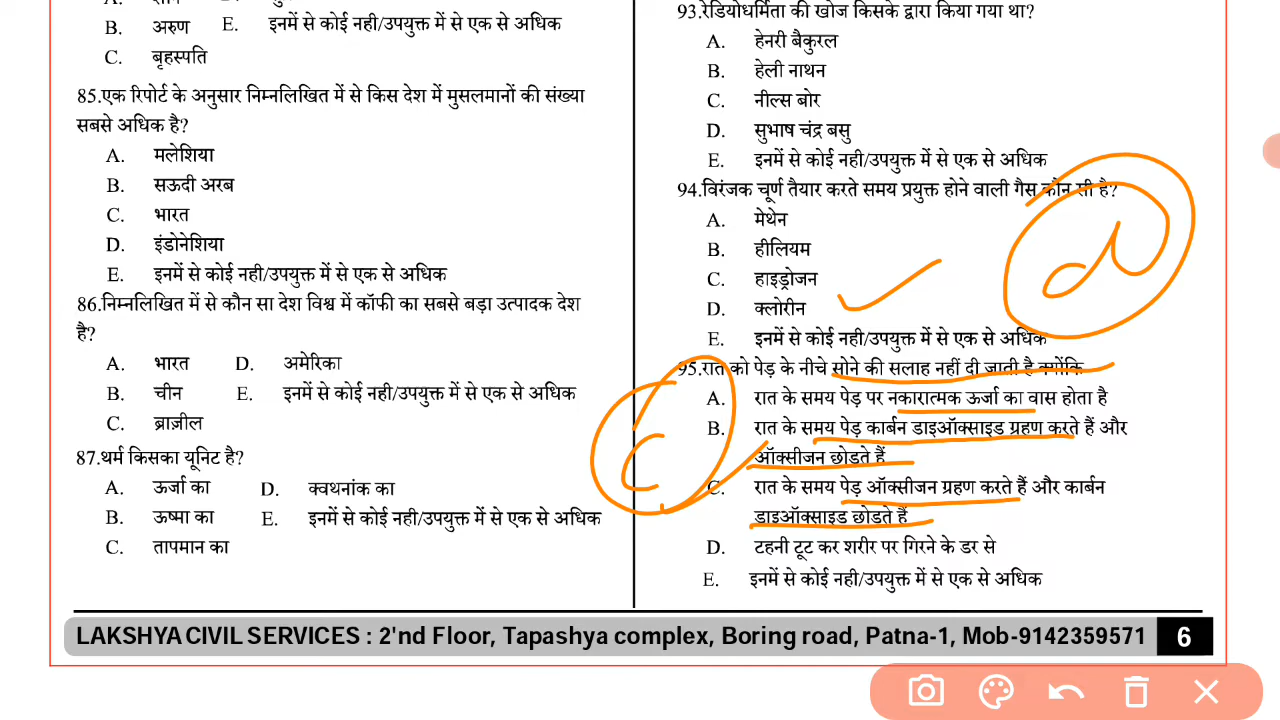 B. अरुण E. इनमें से कोई नही/उपयुक्त में से एक से अधिक
C. बृहस्पति
85.एक रिपोर्ट के अनुसार निम्नलिखित में से किस देश में मुसलमानों की संख्या
सबसे अधिक है?
A. मलेशिया
B. सऊदी अरब
C. भारत
D. इंडोनेशिया
E. इनमें से कोई नही/उपयुक्त में से एक से अधिक
86.निम्नलिखित में से कौन सा देश विश्व में कॉफी का सबसे बड़ा उत्पादक देश
है?
A. भारत D. अमेरिका
B. चीन E. इनमें से कोई नही/उपयुक्त में से एक से अधिक
C. ब्राज़ील
87.थर्म किसका यूनिट है?
A. ऊर्जा का D. क्वथनांक का
B. ऊष्मा का E. इनमें से कोई नही/उपयुक्त में से एक से अधिक
C. तापमान का
93.रेडियोधर्मिता की खोज किसके द्वारा किया गया था?
A. हेनरी बैकुरल
B. हेली नाथन
C. नील्स बोर
D. सुभाष चंद्र बसु
E. इनमें से कोई नही/उपयुक्त में से एक से अधिक
94.विरंजक चूर्ण तैयार करते समय प्रयुक्त होने वाली गैस कौन सी है?
A. मेथेन
B. हीलियम
C. हाइड्रोजन
D. क्लोरीन
E. इनमें से कोई नही/उपयुक्त में से एक से अधिक
d
95.रात को पेड़ के नीचे सोने की सलाह नहीं दी जाती है क्योंकि
A. रात के समय पेड़ पर नकारात्मक ऊर्जा का वास होता है
B. रात के समय पेड़ कार्बन डाइऑक्साइड ग्रहण करते हैं और
ऑक्सीजन छोडते हैं
c
C. रात के समय पेड़ ऑक्सीजन ग्रहण करते हैं और कार्बन
डाइऑक्साइड छोडते हैं
D. टहनी टूट कर शरीर पर गिरने के डर से
E. इनमें से कोई नही/उपयुक्त में से एक से अधिक
LAKSHYA CIVIL SERVICES : 2'nd Floor, Tapashya complex, Boring road, Patna-1, Mob-9142359571 6